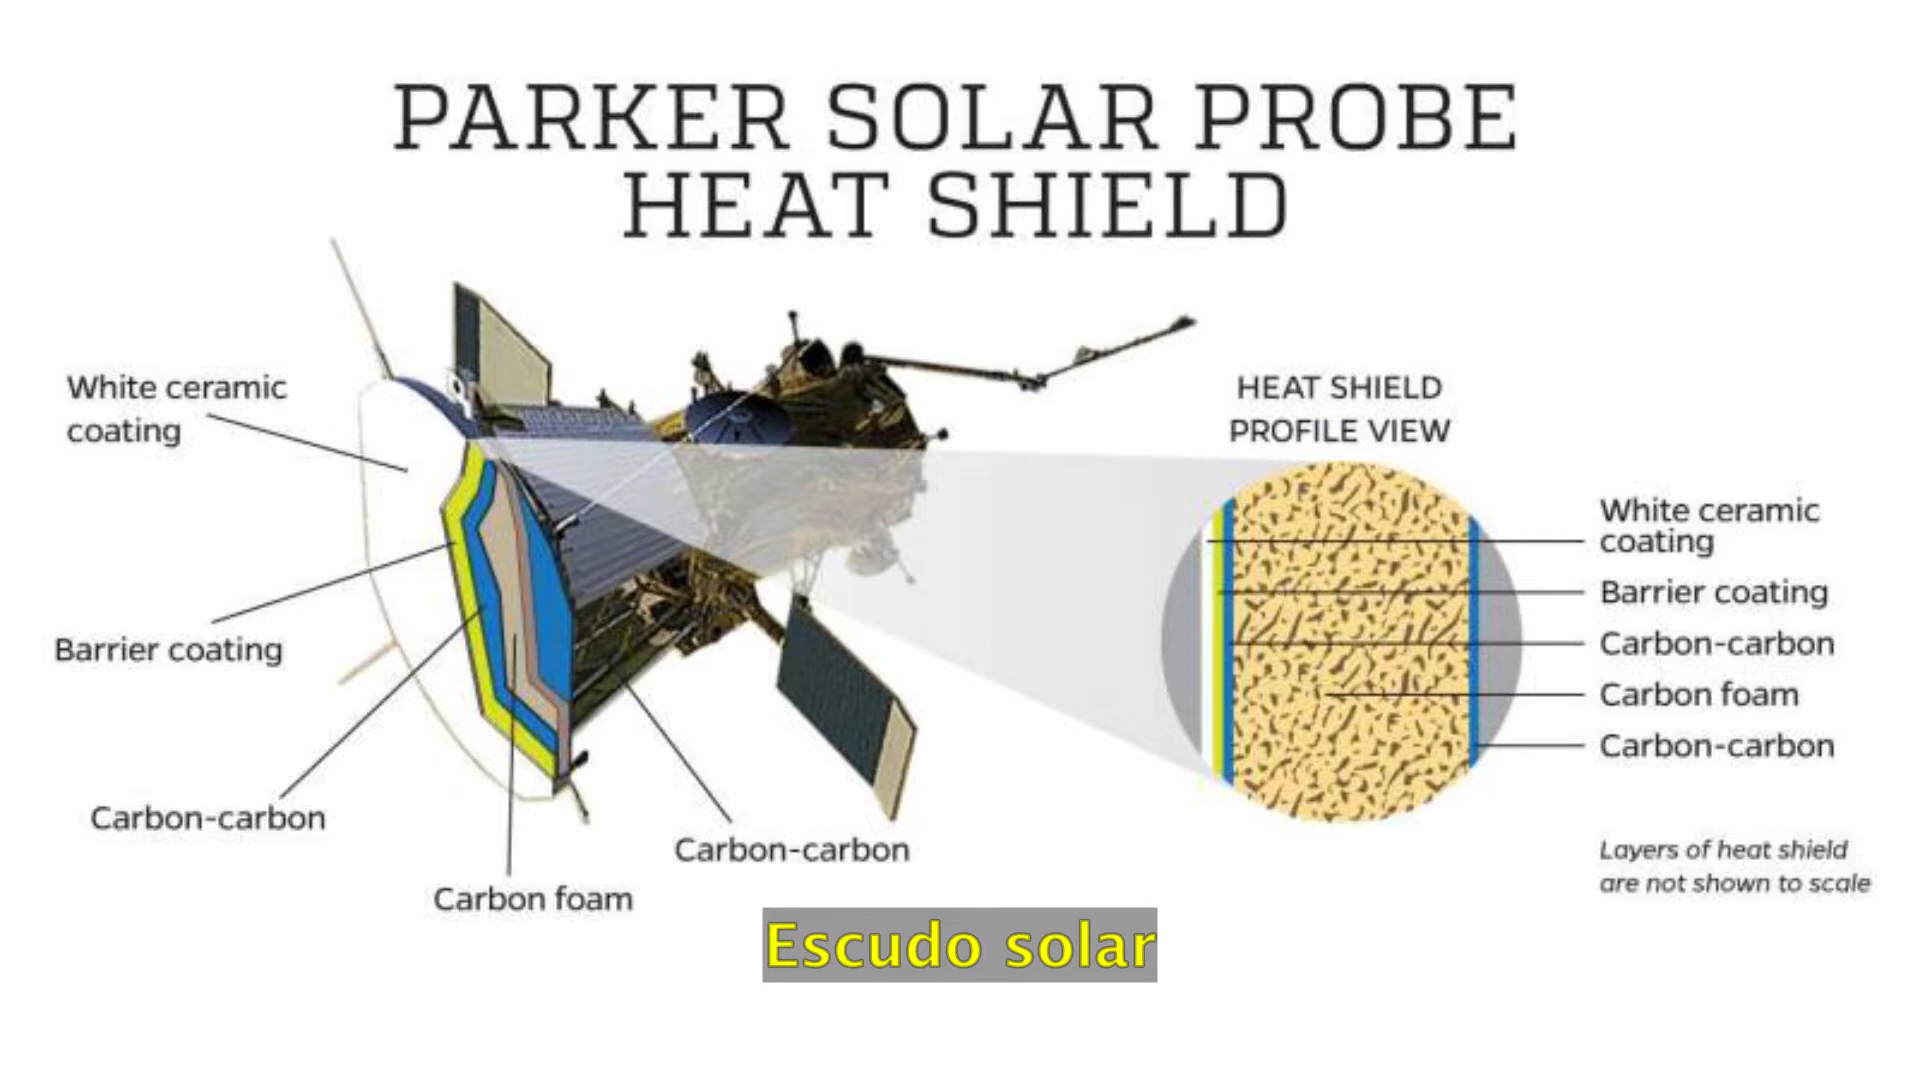 PARKER SOLAR PROBE
HEAT SHIELD
White ceramic
coating
Barrier coating
Carbon-carbon
Carbon foam
Carbon-carbon
HEAT SHIELD
PROFILE VIEW
White ceramic
coating
Barrier coating
Carbon-carbon
Carbon foam
Carbon-carbon
Layers of heat shield
are not shown to scale
Escudo solar